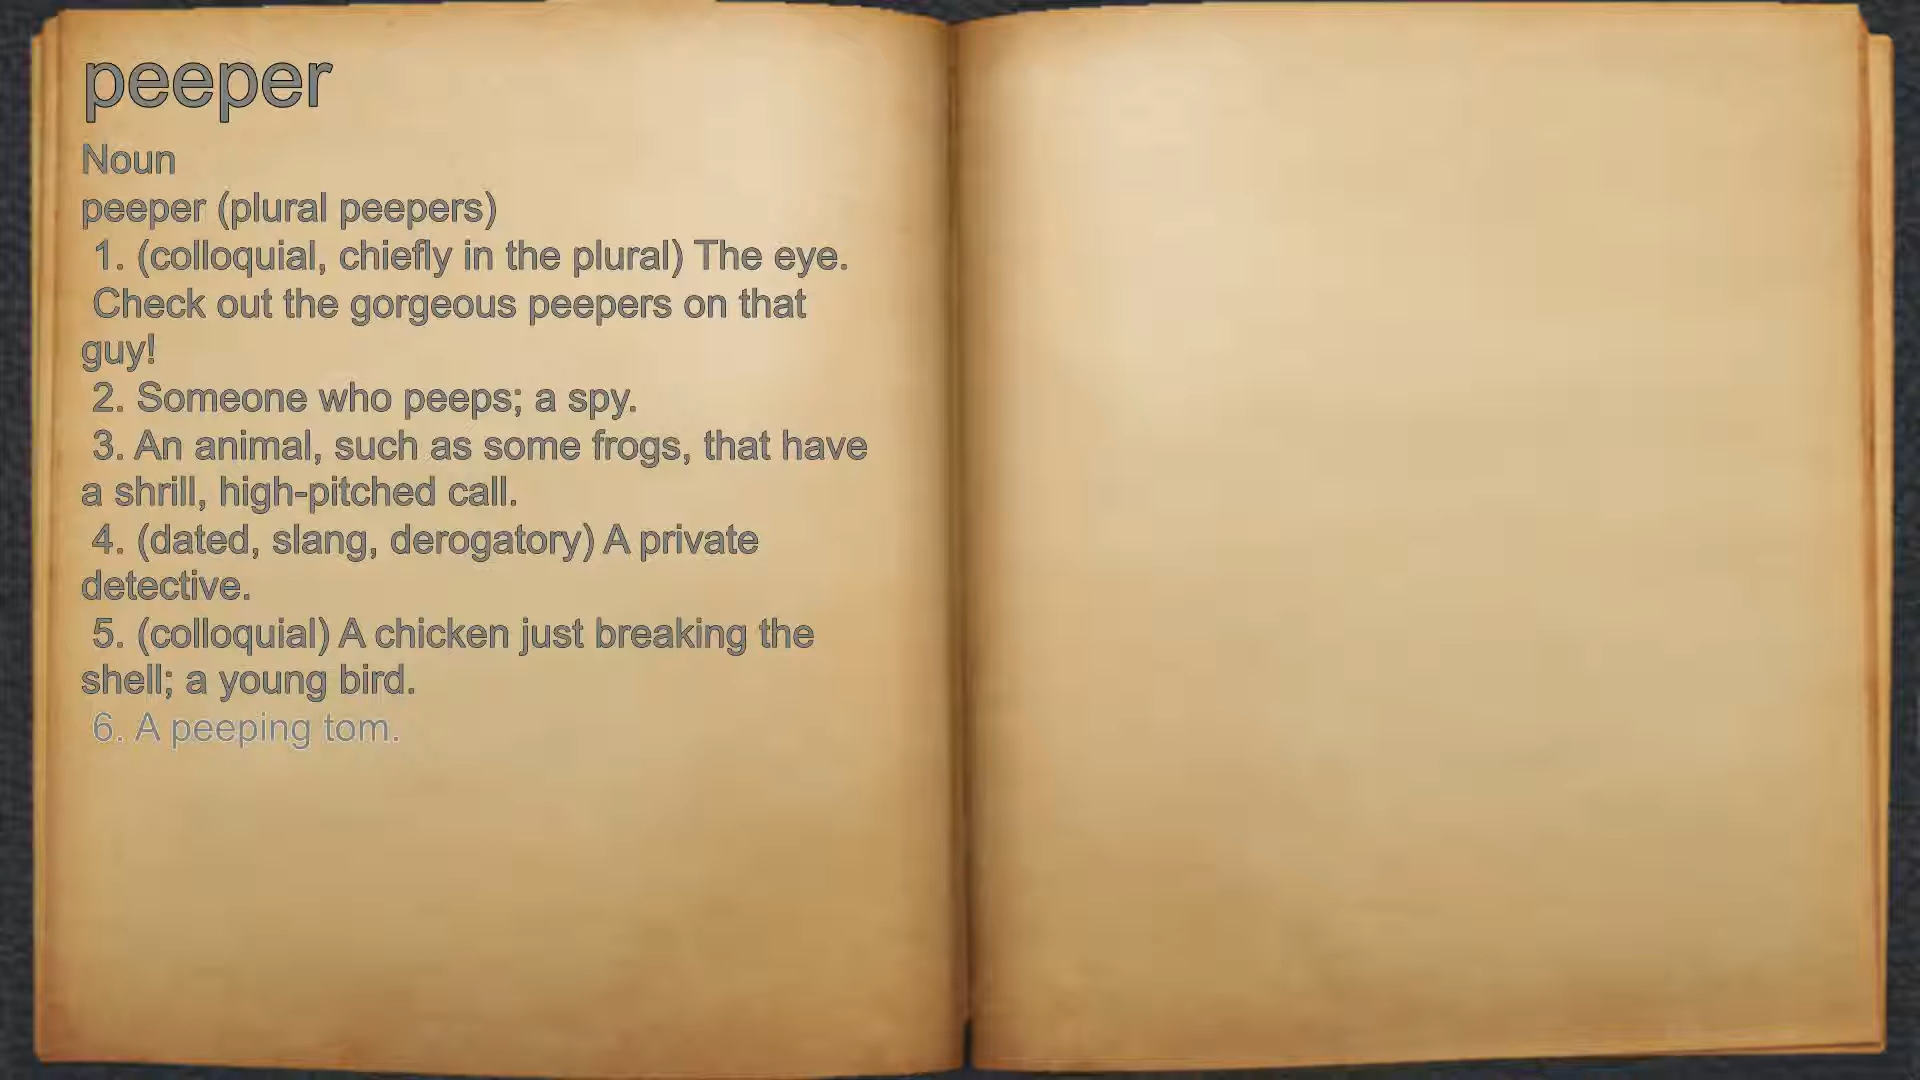 peeper
Noun
peeper (plural peepers)
1. (colloquial, chiefly in the plural) The eye.
Check out the gorgeous peepers on that
guy!
2. Someone who peeps; a spy.
3. An animal, such as some frogs, that have
a shrill, high-pitched call.
4. (dated, slang, derogatory) A private
detective.
5. (colloquial) A chicken just breaking the
shell; a young bird.
6. A peeping tom.